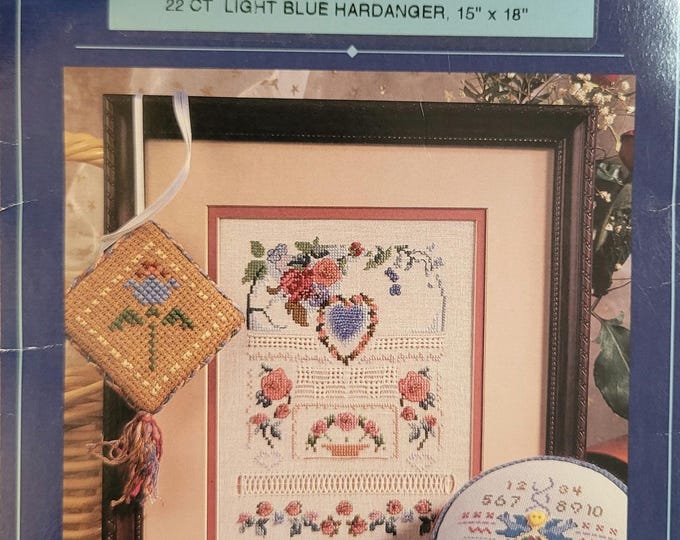 22 CT LIGHT BLUE HARDANGER, 15" x 18"
12 34
567 8910